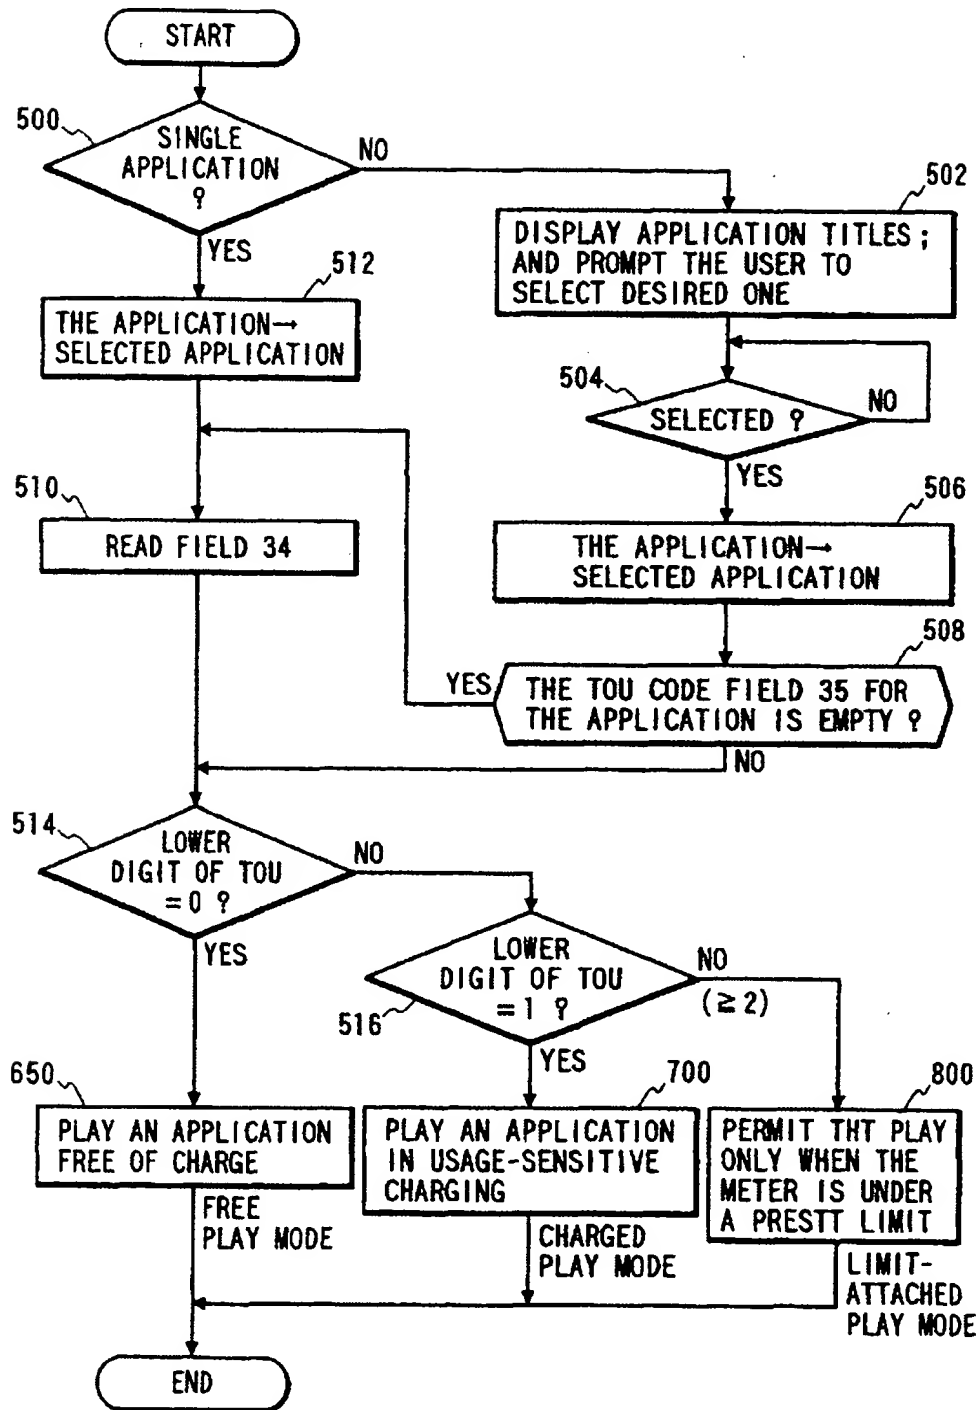 START
500
SINGLE
APPLICATION
?
NO
YES
502
DISPLAY APPLICATION TITLES;
AND PROMPT THE USER TO
SELECT DESIRED ONE
512
THE APPLICATION→
SELECTED APPLICATION
504
SELECTED ?
NO
YES
510
READ FIELD 34
506
THE APPLICATION→
SELECTED APPLICATION
508
YES
THE TOU CODE FIELD 35 FOR
THE APPLICATION IS EMPTY ?
NO
514
LOWER
DIGIT OF TOU
=0 ?
NO
YES
LOWER
DIGIT OF TOU
=1 ?
516
NO
(≥2)
YES
650
PLAY AN APPLICATION
FREE OF CHARGE
FREE
PLAY MODE
700
PLAY AN APPLICATION
IN USAGE-SENSITIVE
CHARGING
CHARGED
PLAY MODE
800
PERMIT THT PLAY
ONLY WHEN THE
METER IS UNDER
A PRESTT LIMIT
LIMIT-
ATTACHED
PLAY MODE
END